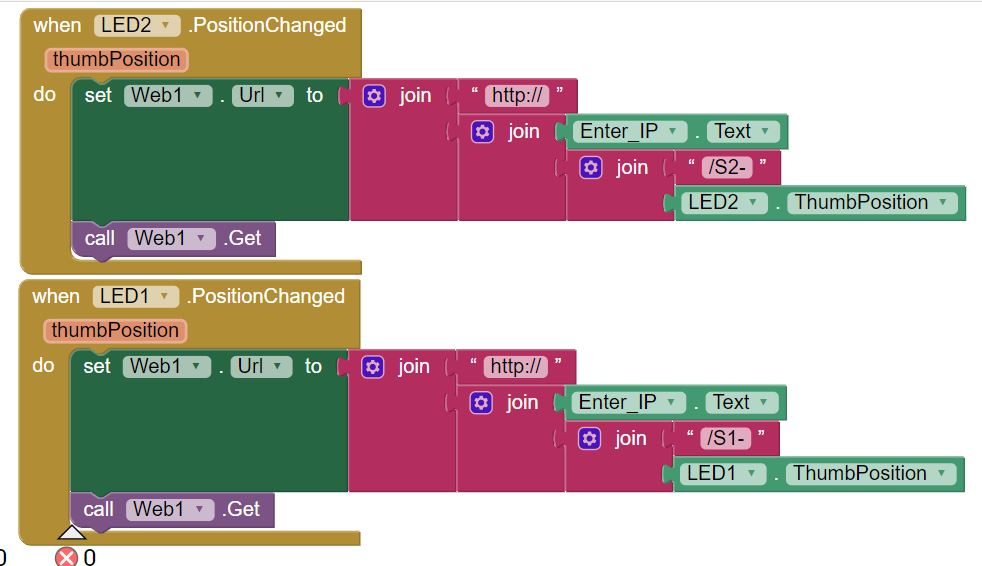 when LED2 .PositionChanged
thumbPosition
do set Web1 . Url to join “ http:// ”
join Enter_IP . Text
join “ /S2- ”
LED2 . ThumbPosition
call Web1 .Get
when LED1 .PositionChanged
thumbPosition
do set Web1 . Url to join “ http:// ”
join Enter_IP . Text
join “ /S1- ”
LED1 . ThumbPosition
call Web1 .Get
0 0